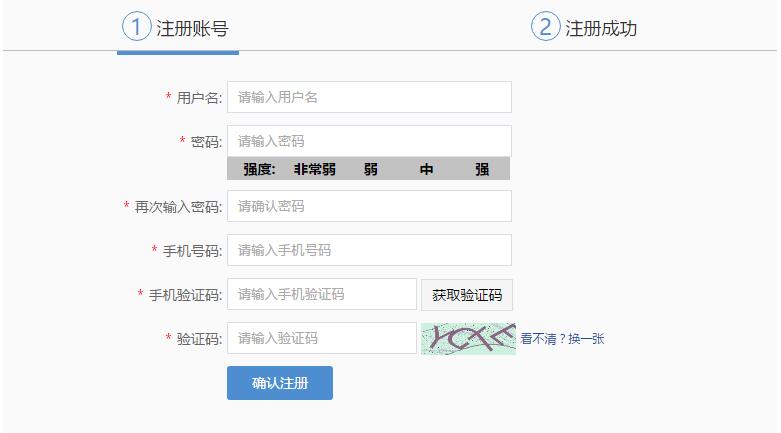 1 注册账号
2 注册成功
* 用户名: 请输入用户名
* 密码: 请输入密码
强度: 非常弱 弱 中 强
* 再次输入密码: 请确认密码
* 手机号码: 请输入手机号码
* 手机验证码: 请输入手机验证码 获取验证码
* 验证码: 请输入验证码 看不清？换一张
确认注册